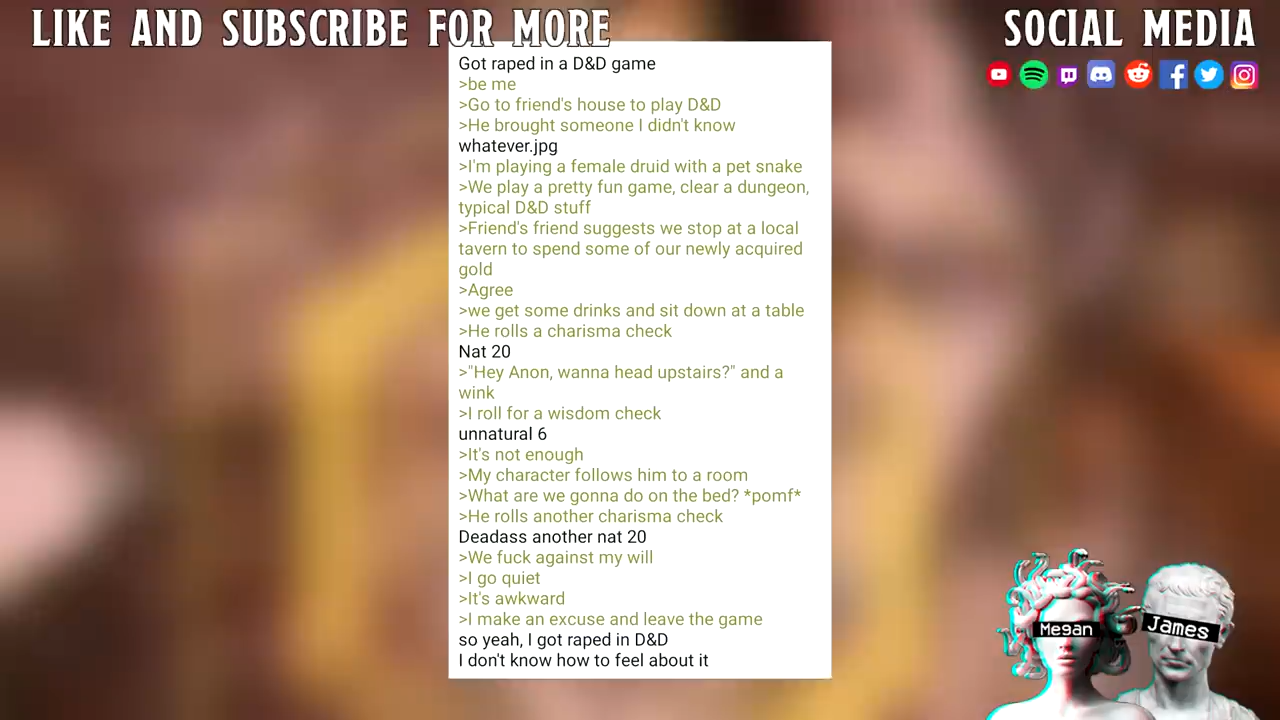 LIKE AND SUBSCRIBE FOR MORE
SOCIAL MEDIA
Got raped in a D&D game
>be me
>Go to friend's house to play D&D
>He brought someone I didn't know
whatever.jpg
>I'm playing a female druid with a pet snake
>We play a pretty fun game, clear a dungeon,
typical D&D stuff
>Friend's friend suggests we stop at a local
tavern to spend some of our newly acquired
gold
>Agree
>we get some drinks and sit down at a table
>He rolls a charisma check
Nat 20
>"Hey Anon, wanna head upstairs?" and a
wink
>I roll for a wisdom check
unnatural 6
>It's not enough
>My character follows him to a room
>What are we gonna do on the bed? *pomf*
>He rolls another charisma check
Deadass another nat 20
>We fuck against my will
>I go quiet
>It's awkward
>I make an excuse and leave the game
so yeah, I got raped in D&D
I don't know how to feel about it
Megan
James